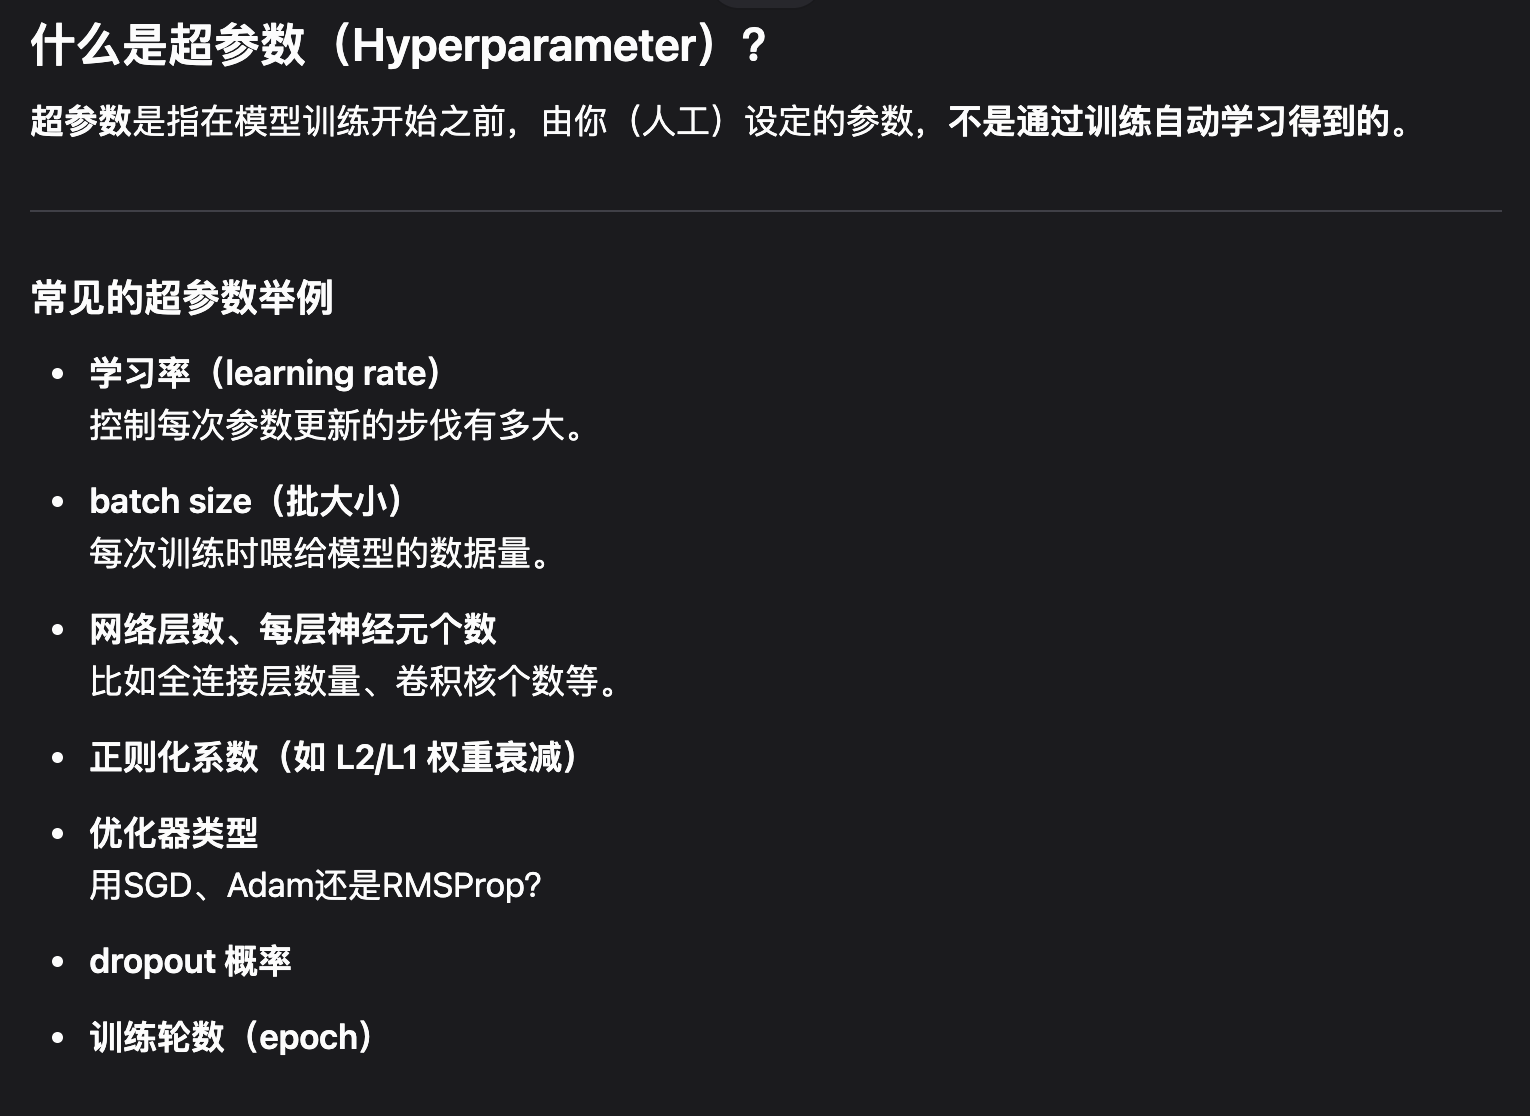 什么是超参数（Hyperparameter）?
超参数是指在模型训练开始之前，由你（人工）设定的参数，不是通过训练自动学习得到的。
常见的超参数举例
• 学习率（learning rate）
控制每次参数更新的步伐有多大。
• batch size（批大小）
每次训练时喂给模型的数据量。
• 网络层数、每层神经元个数
比如全连接层数量、卷积核个数等。
• 正则化系数（如 L2/L1 权重衰减）
• 优化器类型
用SGD、Adam还是RMSProp?
• dropout 概率
• 训练轮数（epoch）